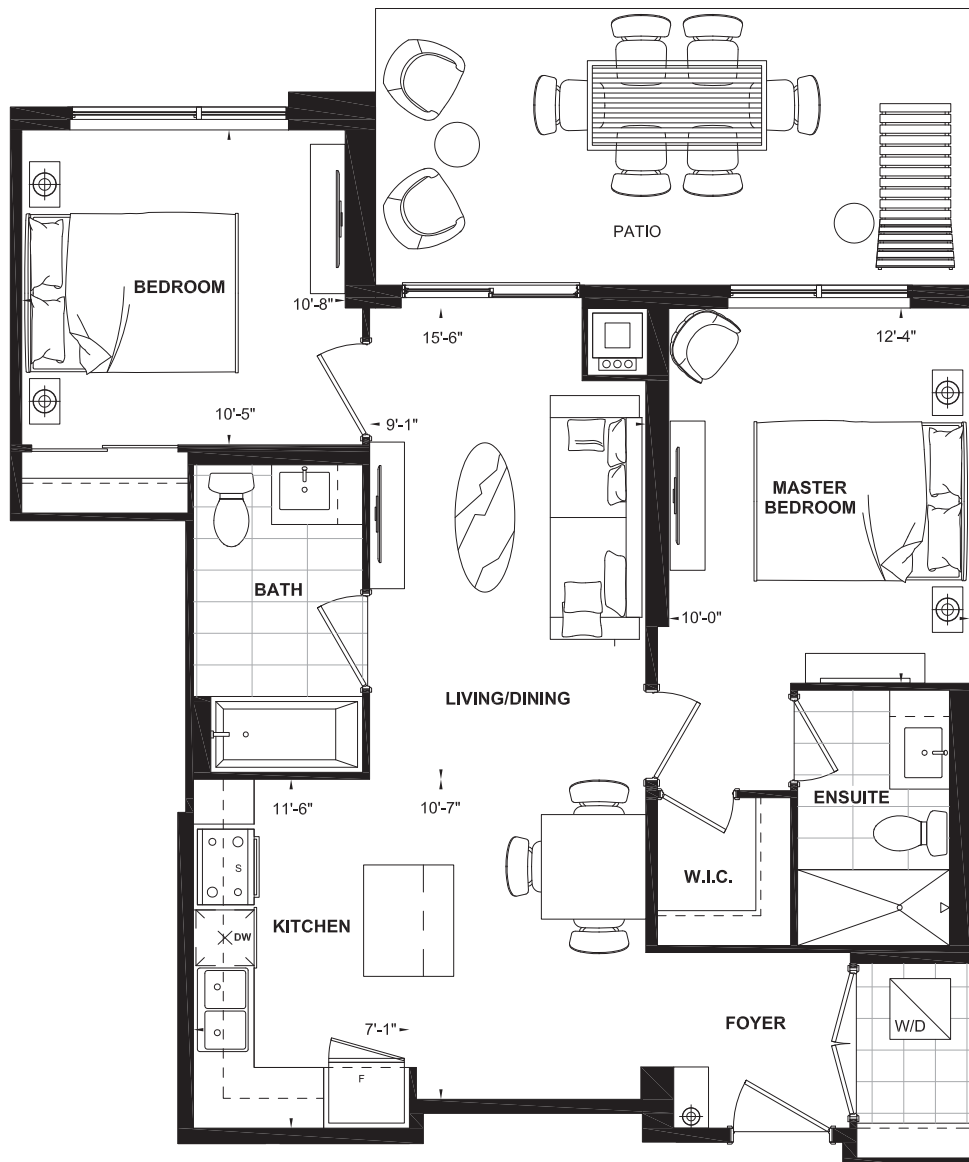 PATIO
BEDROOM
10'-8"
15'-6"
12'-4"
10'-5"
9'-1"
MASTER
BEDROOM
BATH
10'-0"
LIVING/DINING
11'-6"
10'-7"
ENSUITE
S
W.I.C.
KITCHEN
DW
FOYER
7'-1"
W/D
F